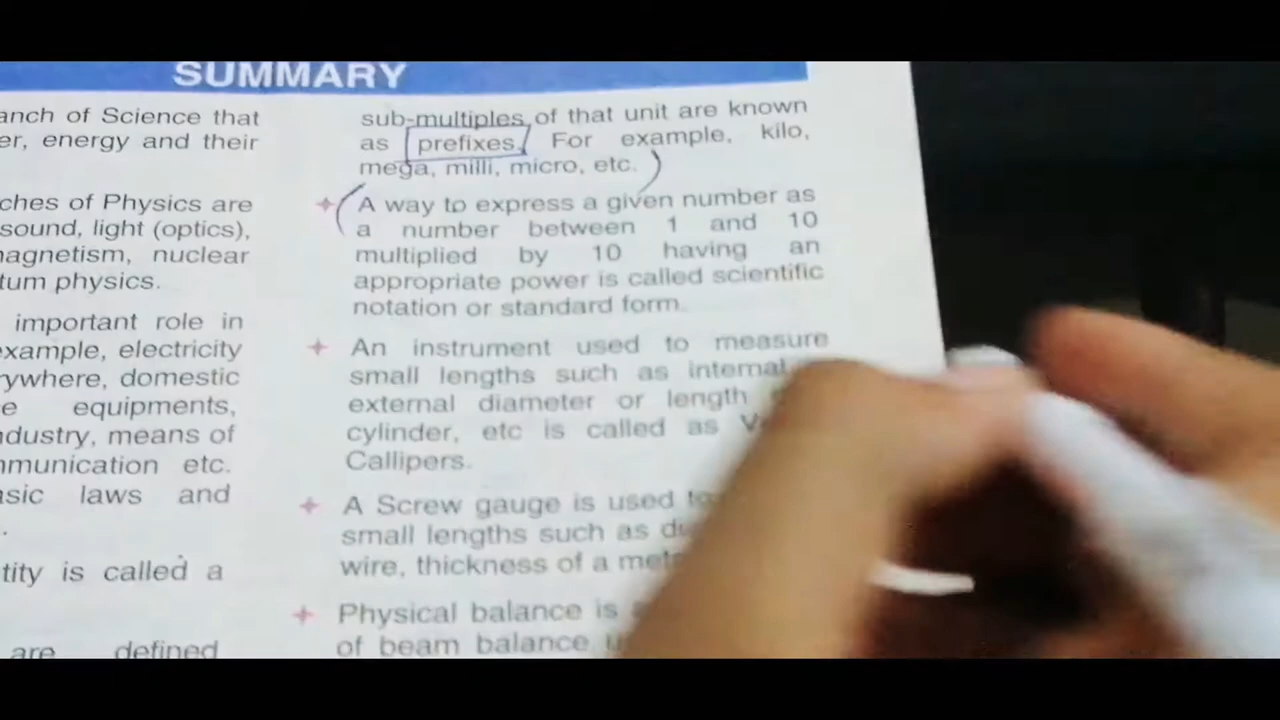 SUMMARY
anch of Science that
er, energy and their
ches of Physics are
sound, light (optics),
nagnetism, nuclear
tum physics.
important role in
example, electricity
rywhere, domestic
e equipments,
ndustry, means of
mmunication etc.
asic laws and
tity is called a
are defined
sub-multiples of that unit are known
as prefixes. For example, kilo,
mega, milli, micro, etc.
A way to express a given number as
a number between 1 and 10
multiplied by 10 having an
appropriate power is called scientific
notation or standard form.
An instrument used to measure
small lengths such as internal
external diameter or length
cylinder, etc is called as
Callipers.
A Screw gauge is used to
small lengths such as
wire, thickness of a
Physical balance is
of beam balance